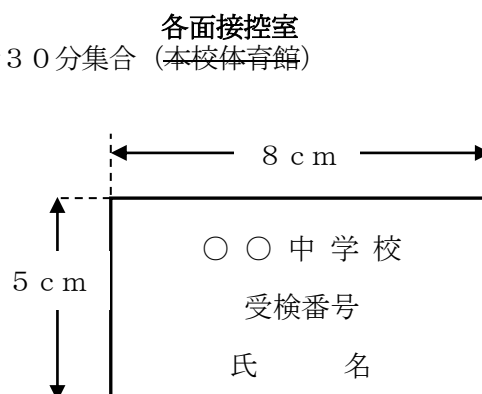 各面接控室
３０分集合（本校体育館）
８ｃｍ
○ ○ 中 学 校
５ｃｍ
受検番号
氏　　　名